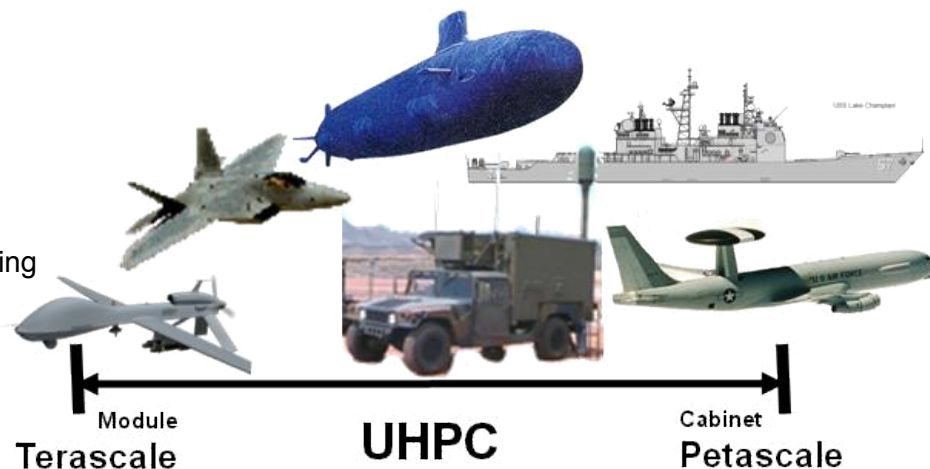 USS Lake Champlain
57
ing
U.S. AIR FORCE
Module
Cabinet
Terascale
UHPC
Petascale